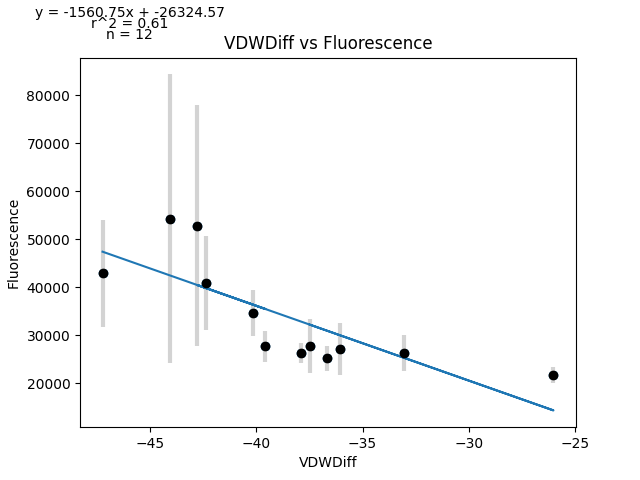 y = -1560.75x + -26324.57
r^2 = 0.61
n = 12
VDWDiff vs Fluorescence
80000
70000
60000
50000
40000
30000
20000
Fluorescence
−45
−40
−35
−30
−25
VDWDiff